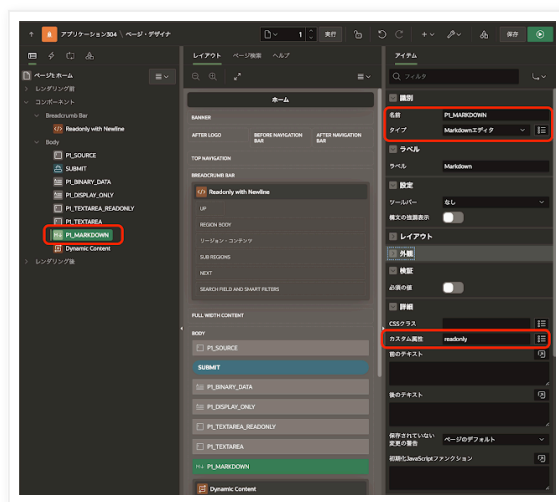 アプリケーション304 \ ページ・デザイナ
1
実行
保存
ページ1: ホーム
レンダリング前
コンポーネント
Breadcrumb Bar
Readonly with Newline
Body
P1_SOURCE
SUBMIT
P1_BINARY_DATA
P1_DISPLAY_ONLY
P1_TEXTAREA_READONLY
P1_TEXTAREA
P1_MARKDOWN
Dynamic Content
レンダリング後
レイアウト ページ検索 ヘルプ
ホーム
BANNER
AFTER LOGO
BEFORE NAVIGATION BAR
AFTER NAVIGATION BAR
TOP NAVIGATION
BREADCRUMB BAR
Readonly with Newline
UP
REGION BODY
リージョン・コンテンツ
SUB REGIONS
NEXT
SEARCH FIELD AND SMART FILTERS
FULL WIDTH CONTENT
BODY
P1_SOURCE
SUBMIT
P1_BINARY_DATA
P1_DISPLAY_ONLY
P1_TEXTAREA_READONLY
P1_TEXTAREA
P1_MARKDOWN
Dynamic Content
アイテム
フィルタ
識別
名前 P1_MARKDOWN
タイプ Markdownエディタ
ラベル
ラベル Markdown
設定
ツールバー なし
構文の強調表示
レイアウト
外観
検証
必須の値
詳細
CSSクラス
カスタム属性 readonly
前のテキスト
後のテキスト
保存されていない
変更の警告 ページのデフォルト
初期化JavaScriptファンクション